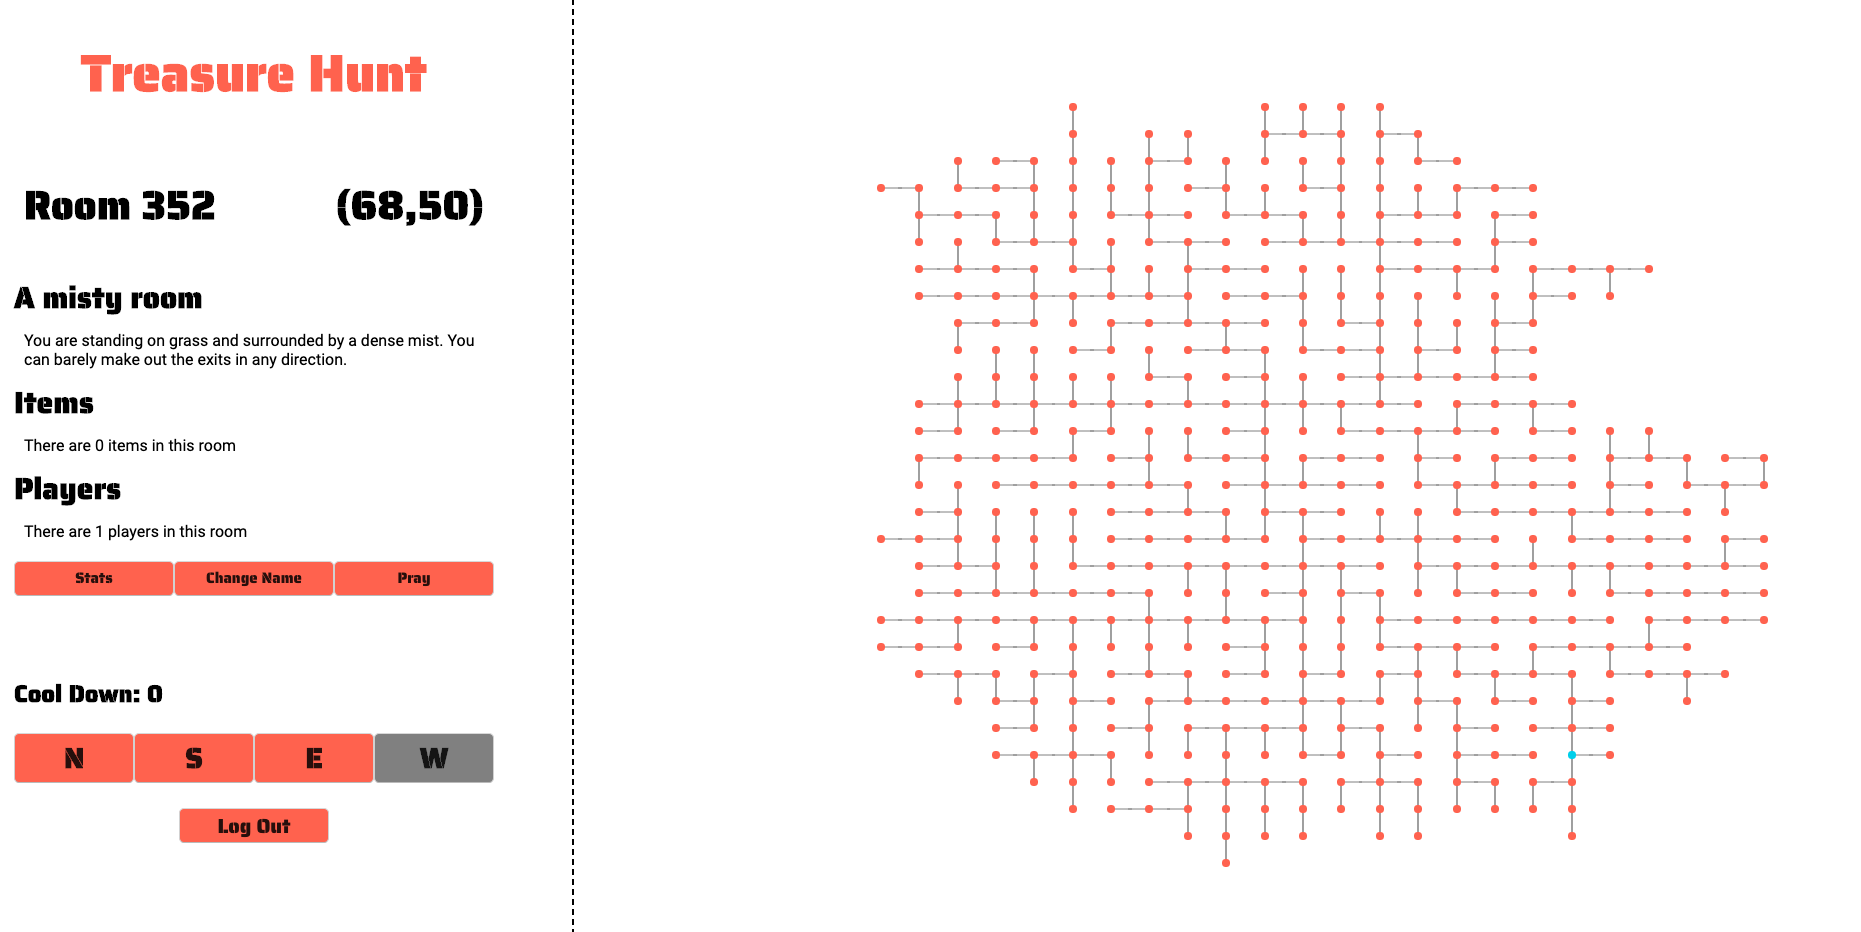 Treasure Hunt
Room 352 (68,50)
A misty room
You are standing on grass and surrounded by a dense mist. You
can barely make out the exits in any direction.
Items
There are 0 items in this room
Players
There are 1 players in this room
Stats Change Name Pray
Cool Down: 0
N S E W
Log Out